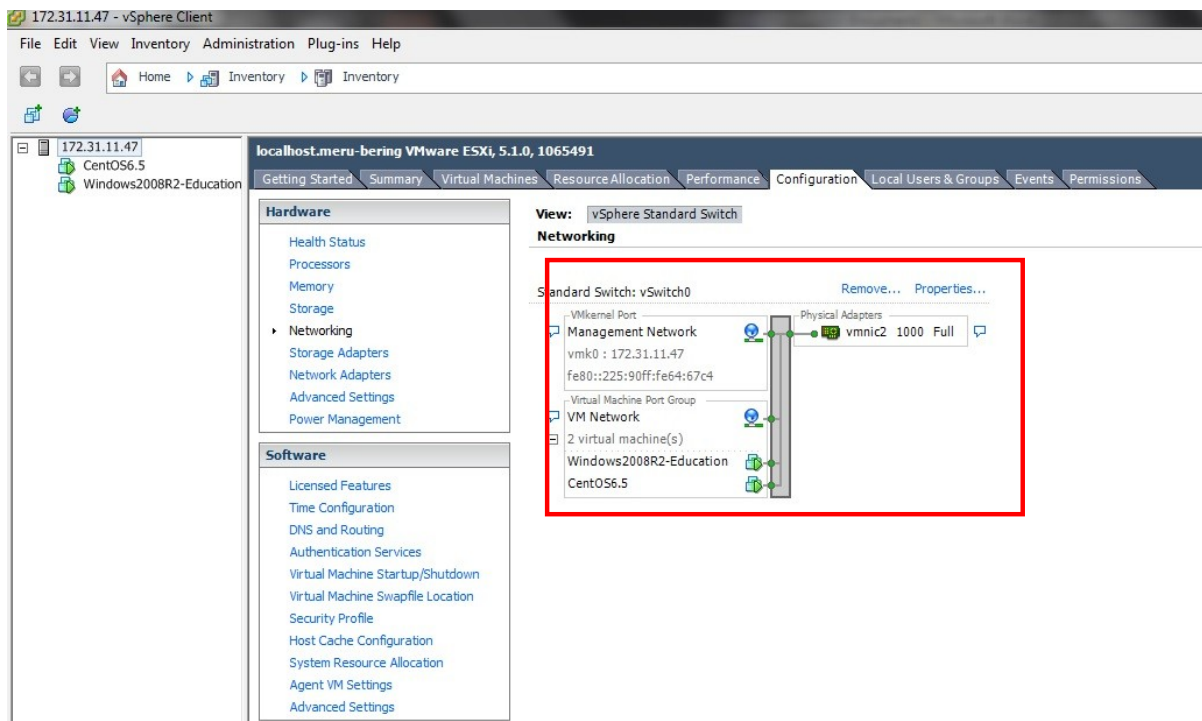 172.31.11.47 - vSphere Client
File Edit View Inventory Administration Plug-ins Help
Home Inventory Inventory
172.31.11.47
CentOS6.5
Windows2008R2-Education
localhost.meru-bering VMware ESXi, 5.1.0, 1065491
Getting Started Summary Virtual Machines Resource Allocation Performance Configuration Local Users & Groups Events Permissions
Hardware
Health Status
Processors
Memory
Storage
Networking
Storage Adapters
Network Adapters
Advanced Settings
Power Management
Software
Licensed Features
Time Configuration
DNS and Routing
Authentication Services
Virtual Machine Startup/Shutdown
Virtual Machine Swapfile Location
Security Profile
Host Cache Configuration
System Resource Allocation
Agent VM Settings
Advanced Settings
View: vSphere Standard Switch
Networking
Standard Switch: vSwitch0 Remove... Properties...
VMkernel Port
Management Network
vmk0 : 172.31.11.47
fe80::225:90ff:fe64:67c4
Physical Adapters
vmnic2 1000 Full
Virtual Machine Port Group
VM Network
2 virtual machine(s)
Windows2008R2-Education
CentOS6.5